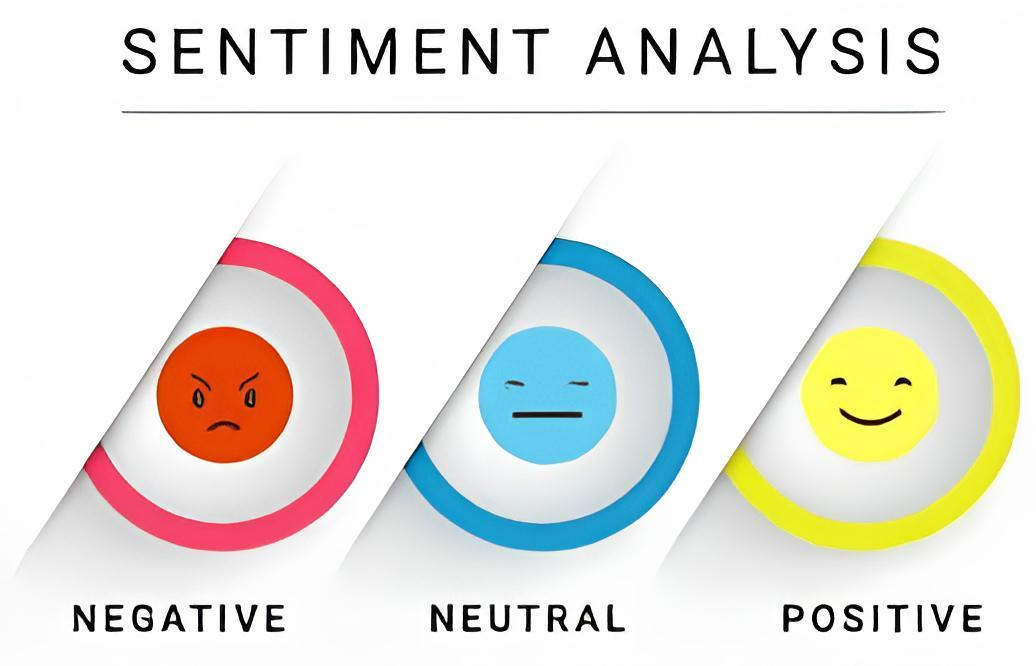 SENTIMENT ANALYSIS
NEGATIVE
NEUTRAL
POSITIVE